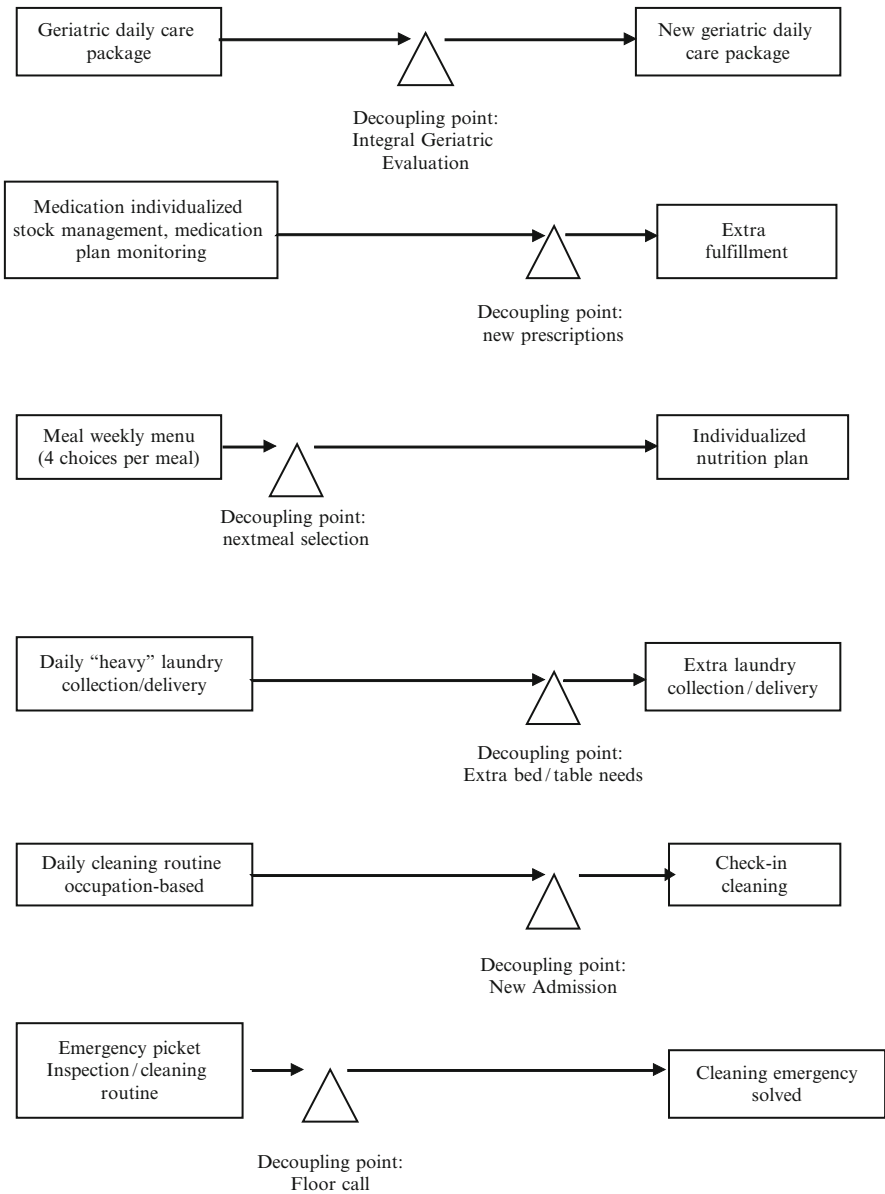 Geriatric daily care
package
New geriatric daily
care package
Decoupling point:
Integral Geriatric
Evaluation
Medication individualized
stock management, medication
plan monitoring
Extra
fulfillment
Decoupling point:
new prescriptions
Meal weekly menu
(4 choices per meal)
Individualized
nutrition plan
Decoupling point:
nextmeal selection
Daily “heavy” laundry
collection/delivery
Extra laundry
collection/delivery
Decoupling point:
Extra bed/table needs
Daily cleaning routine
occupation-based
Check-in
cleaning
Decoupling point:
New Admission
Emergency picket
Inspection/cleaning
routine
Cleaning emergency
solved
Decoupling point:
Floor call